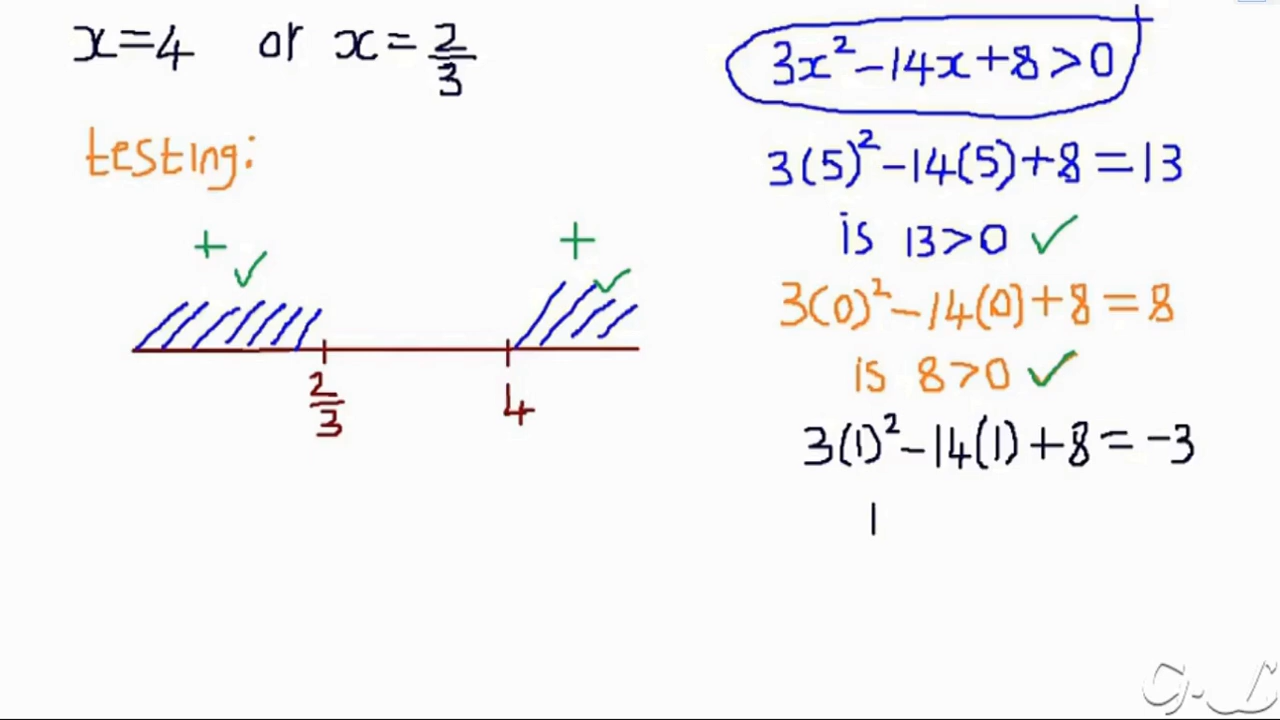 x=4 or x=2/3
testing:
+ ✓ + ✓
2/3 4
3x²-14x+8>0
3(5)²-14(5)+8=13
is 13>0 ✓
3(0)²-14(0)+8=8
is 8>0 ✓
3(1)²-14(1)+8=-3